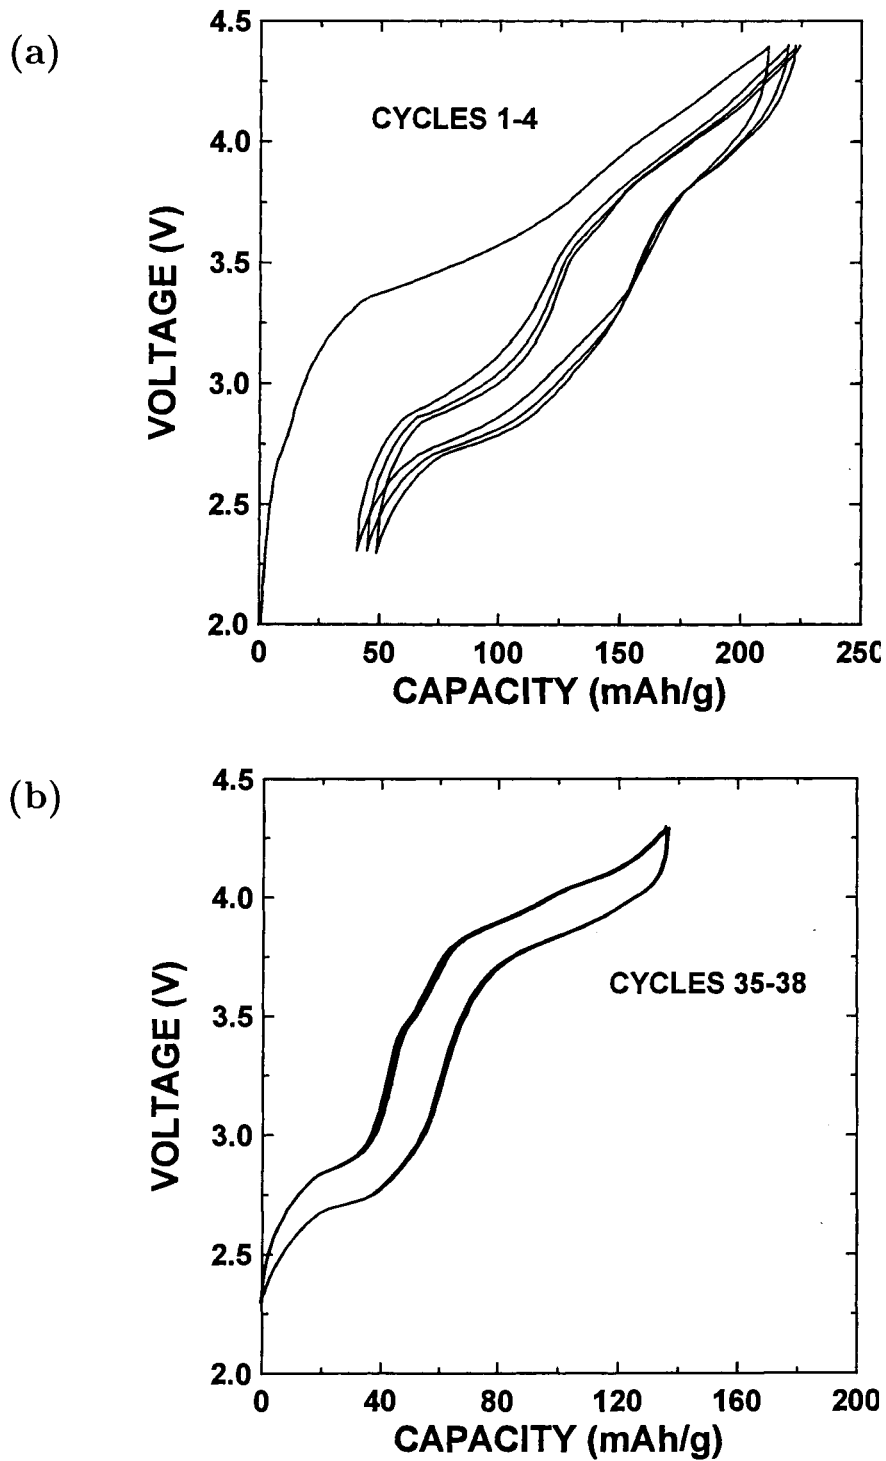 (a)
4.5
4.0
3.5
3.0
2.5
2.0
VOLTAGE (V)
CYCLES 1-4
0 50 100 150 200 250
CAPACITY (mAh/g)
(b)
4.5
4.0
3.5
3.0
2.5
2.0
VOLTAGE (V)
CYCLES 35-38
0 40 80 120 160 200
CAPACITY (mAh/g)